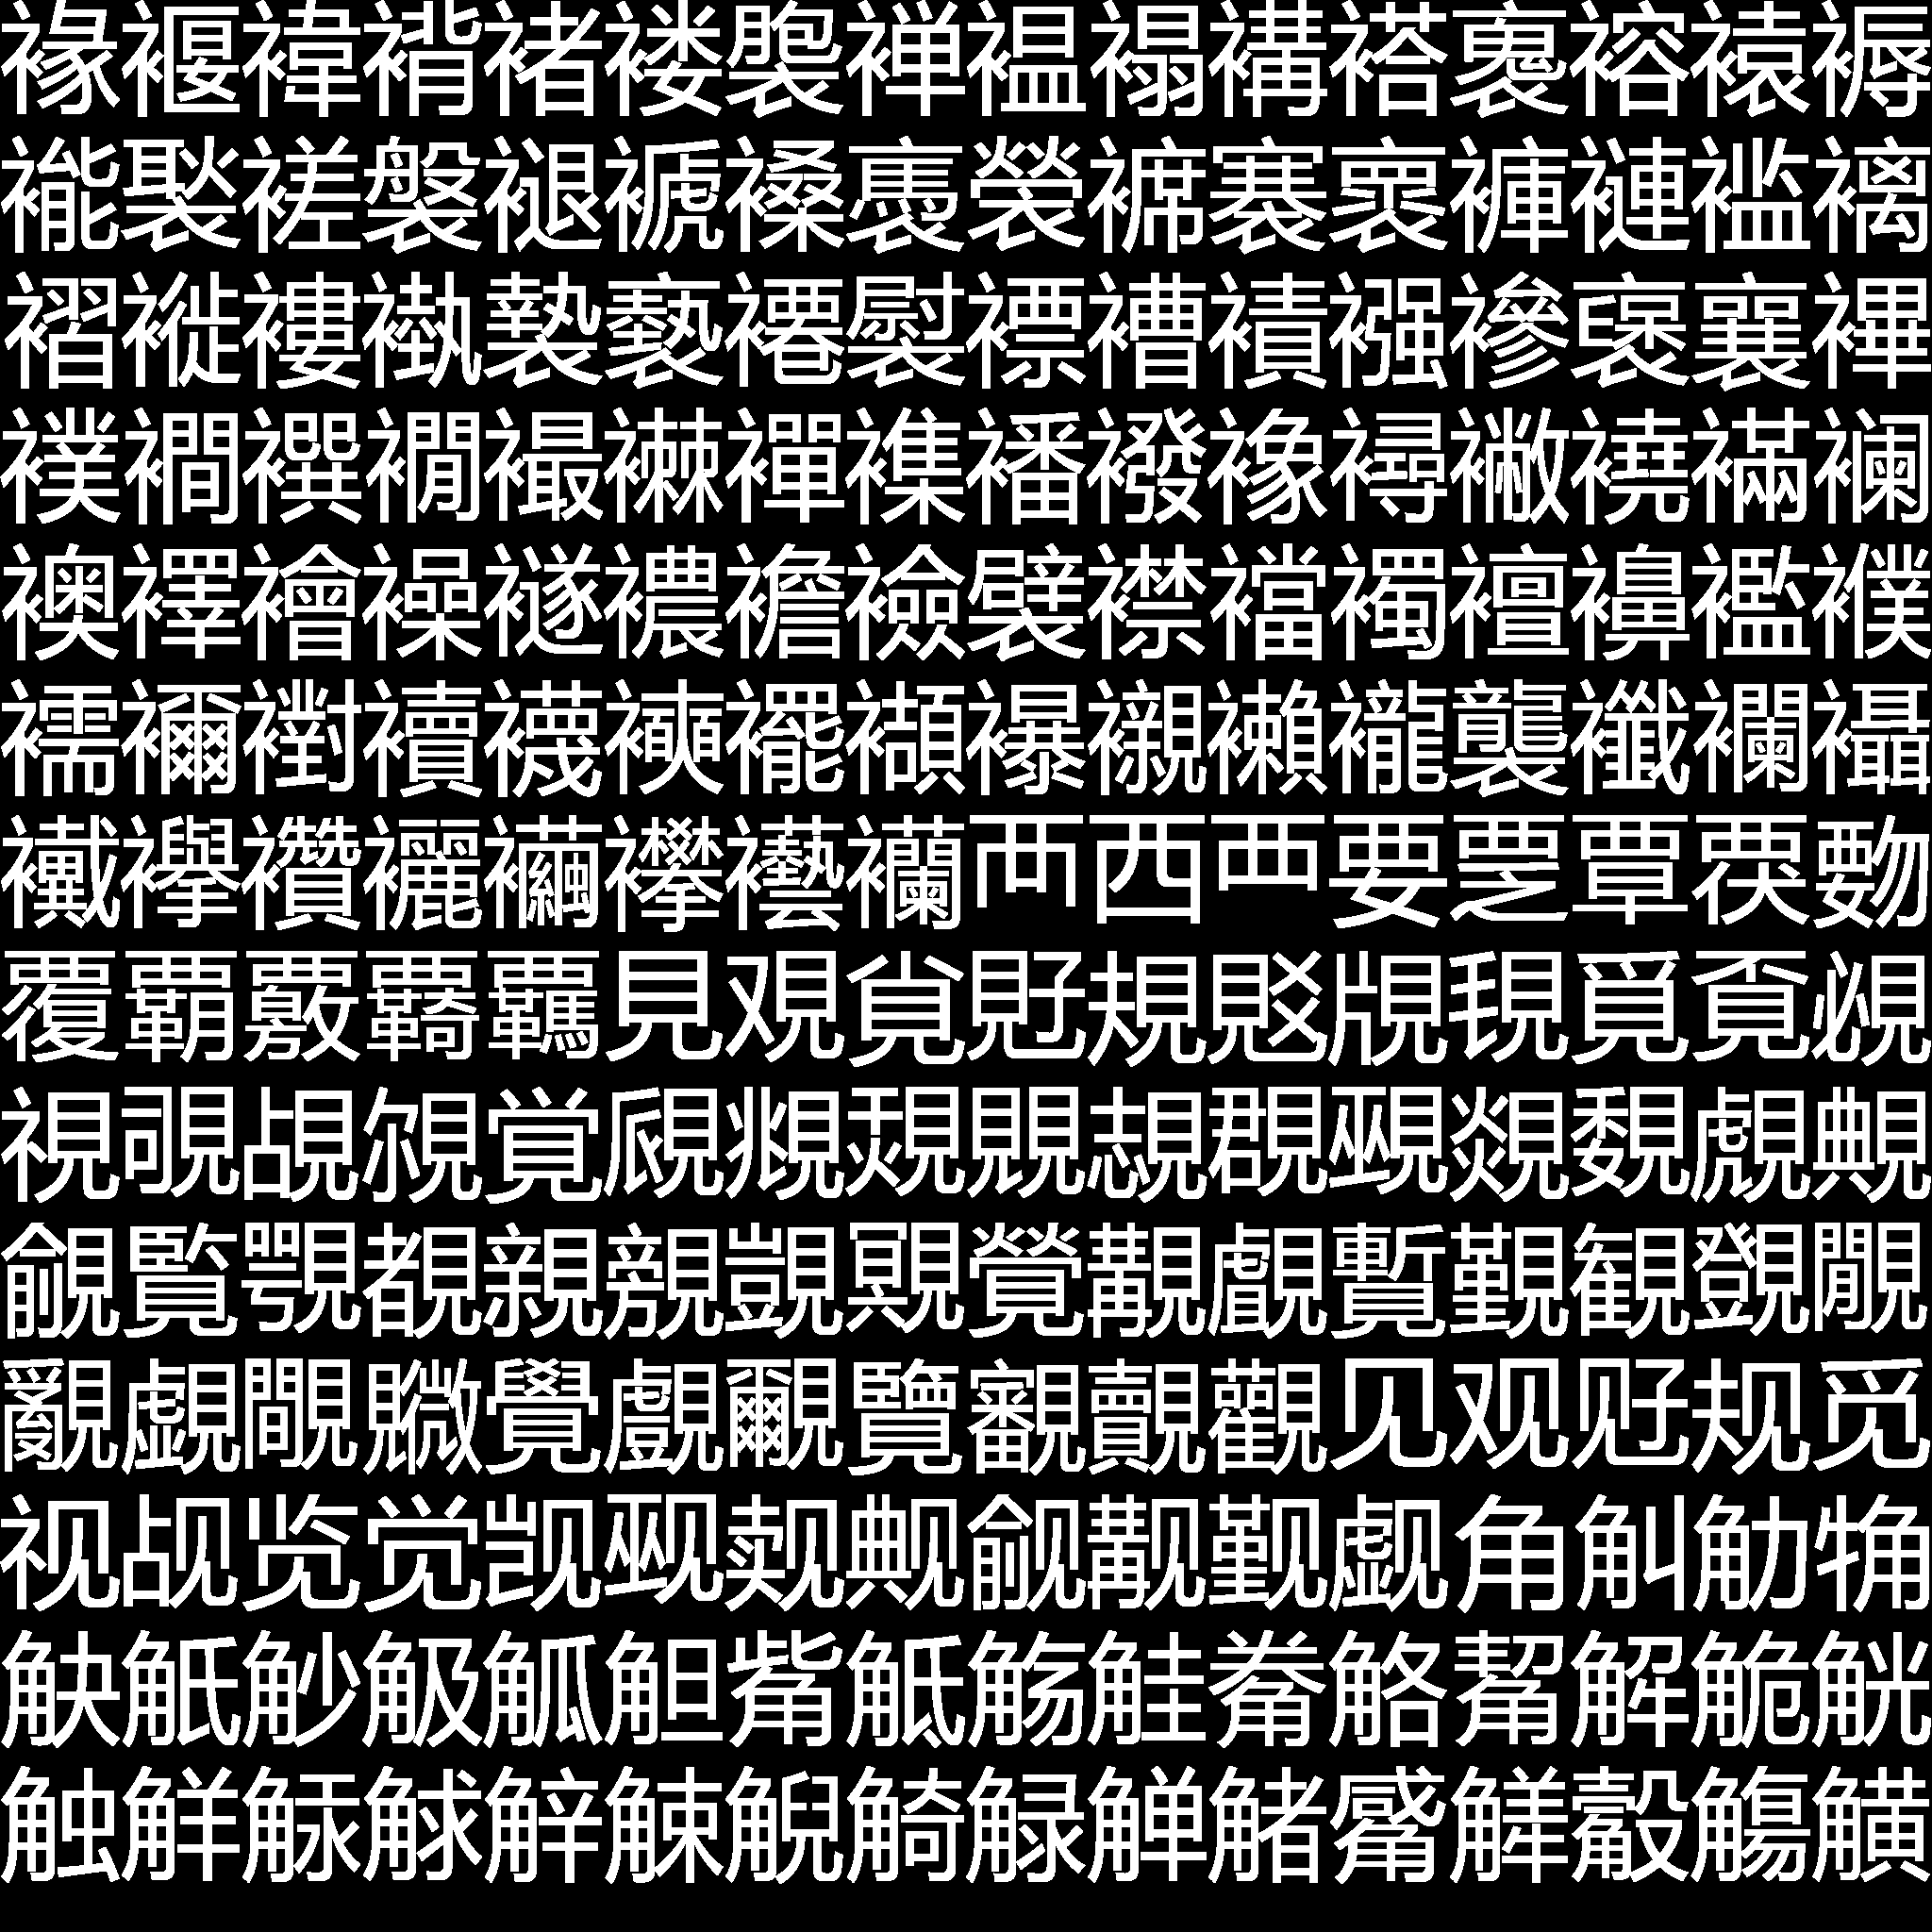 褖褗褘褙褚褛褜褝褞褟褠褡褢褣褤褥
褦褧褨褩褪褫褬褭褮褯褰褱褲褳褴褵
褶褷褸褹褺褻褼褽褾褿襀襁襂襃襄襅
襆襇襈襉襊襋襌襍襎襏襐襑襒襓襔襕
襖襗襘襙襚襛襜襝襞襟襠襡襢襣襤襥
襦襧襨襩襪襫襬襭襮襯襰襱襲襳襴襵
襶襷襸襹襺襻襼襽襾西覀要覂覃覄覅
覆覇覈覉覊見覌覍覎規覐覑覒覓覔覕
視覗覘覙覚覛覜覝覞覟覠覡覢覣覤覥
覦覧覨覩親覫覬覭覮覯覰覱覲観覴覵
覶覷覸覹覺覻覼覽覾覿觀见观觃规觅
视觇览觉觊觋觌觍觎觏觐觑角觓觔觕
觖觗觘觙觚觛觜觝觞觟觠觡觢解觤觥
触觧觨觩觪觫觬觭觮觯觰觱觲觳觴觵